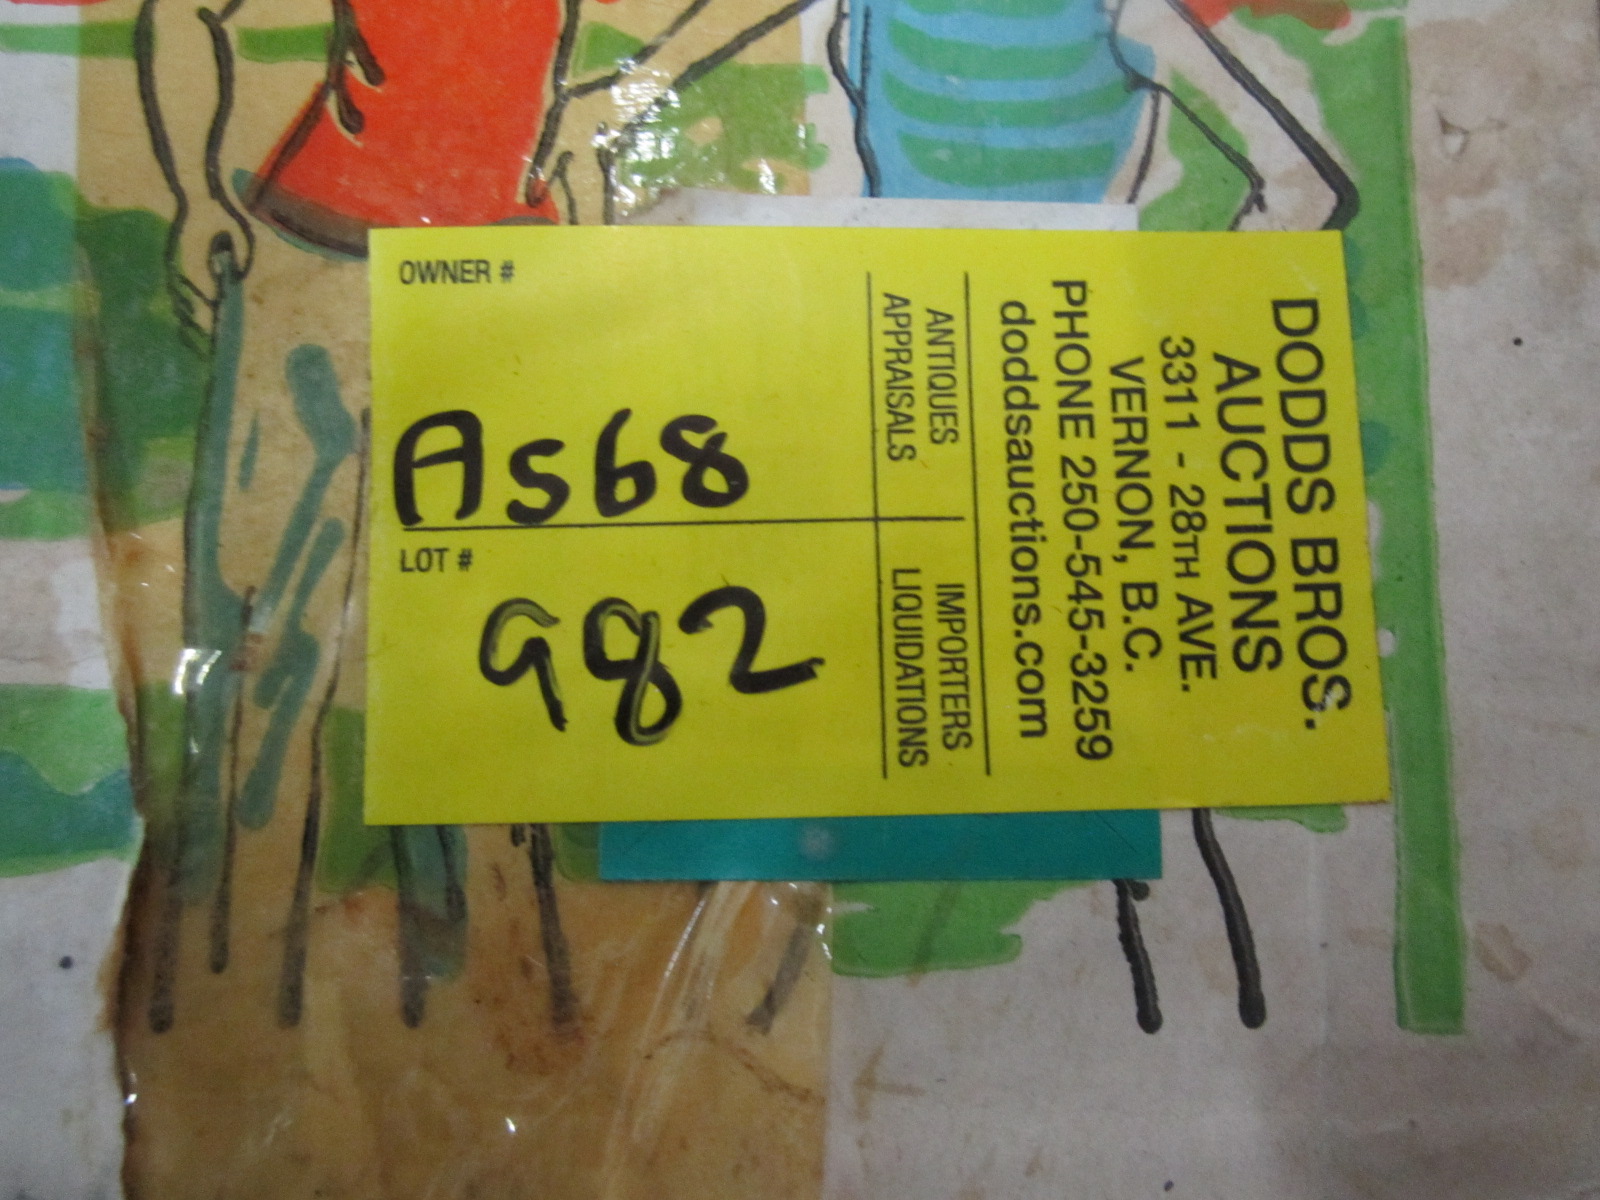 DODDS BROS.
AUCTIONS
3311 - 28TH AVE.
VERNON, B.C.
PHONE 250-545-3259
doddsauctions.com
ANTIQUES
APPRAISALS
IMPORTERS
LIQUIDATIONS
OWNER #
A568
LOT #
982